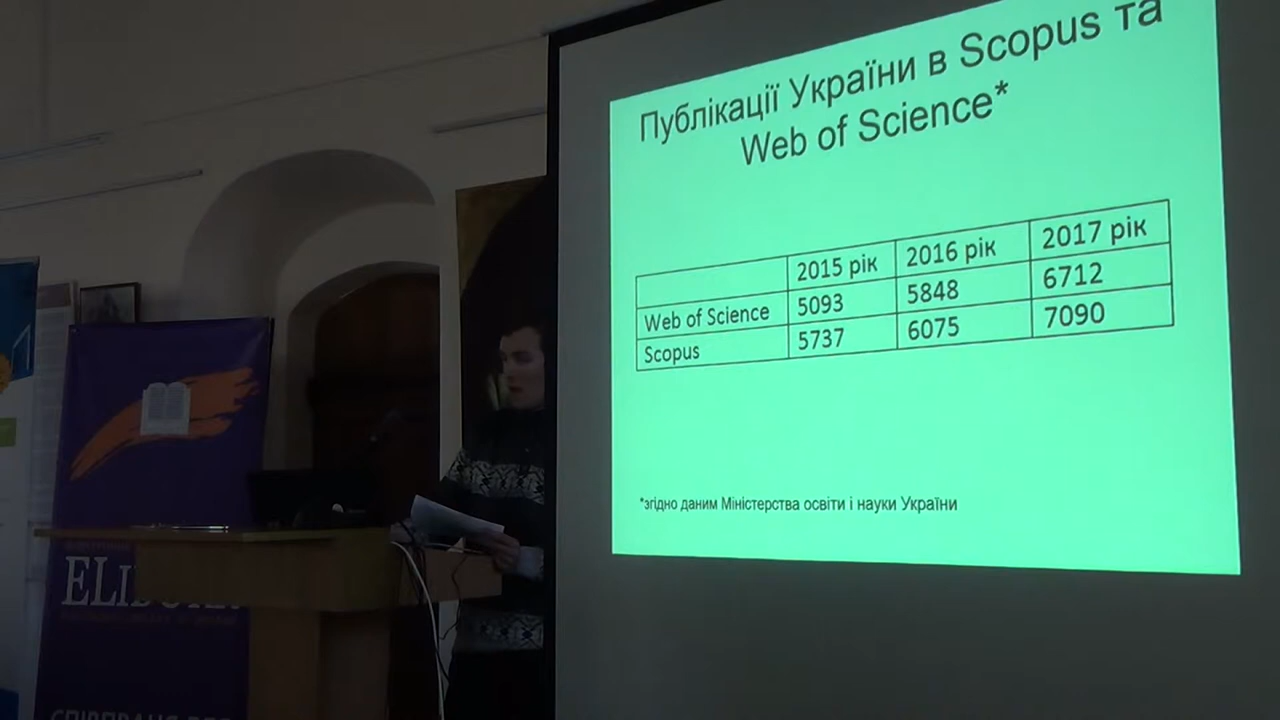 Публікації України в Scopus та
Web of Science*
2015 рік 2016 рік 2017 рік
Web of Science 5093 5848 6712
Scopus 5737 6075 7090
*згідно даним Міністерства освіти і науки України